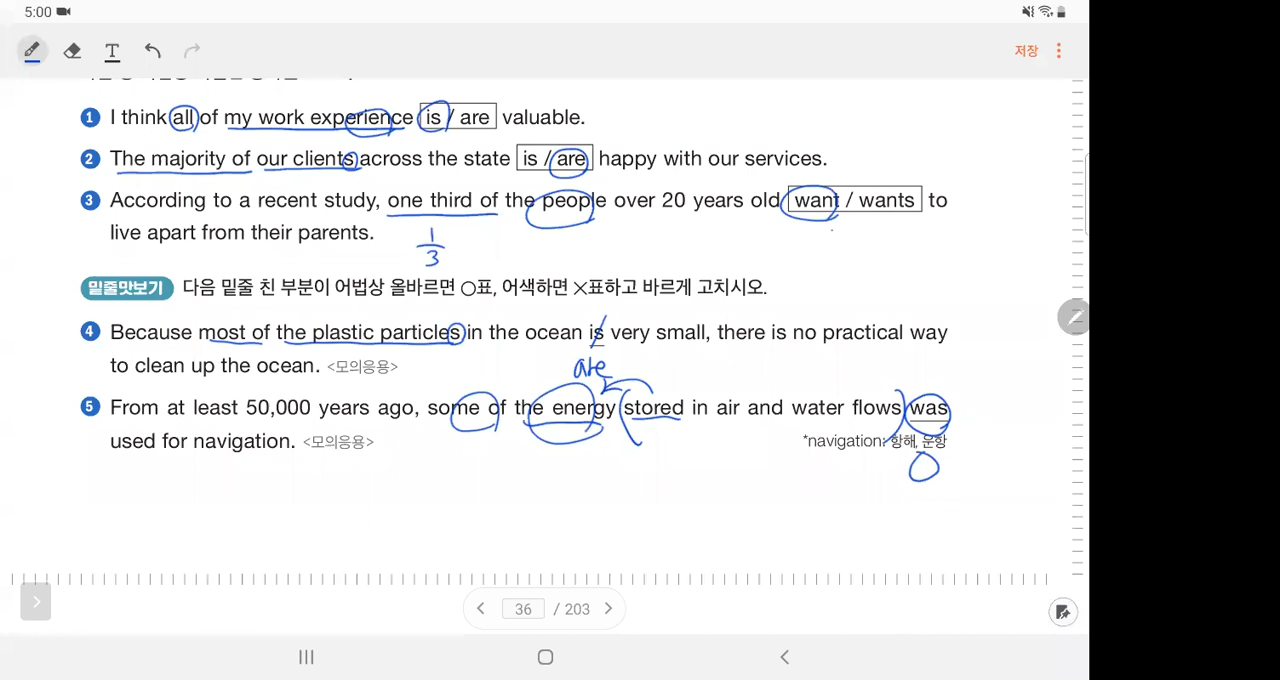 5:00
T
저장
1 I think all of my work experience is / are valuable.
2 The majority of our clients across the state is / are happy with our services.
3 According to a recent study, one third of the people over 20 years old want / wants to
live apart from their parents.
1
3
밑줄맛보기 다음 밑줄 친 부분이 어법상 올바르면 ○표, 어색하면 ×표하고 바르게 고치시오.
4 Because most of the plastic particles in the ocean is very small, there is no practical way
to clean up the ocean. <모의응용>
are
5 From at least 50,000 years ago, some of the energy stored in air and water flows was
used for navigation. <모의응용>
*navigation: 항해, 운항
36 / 203